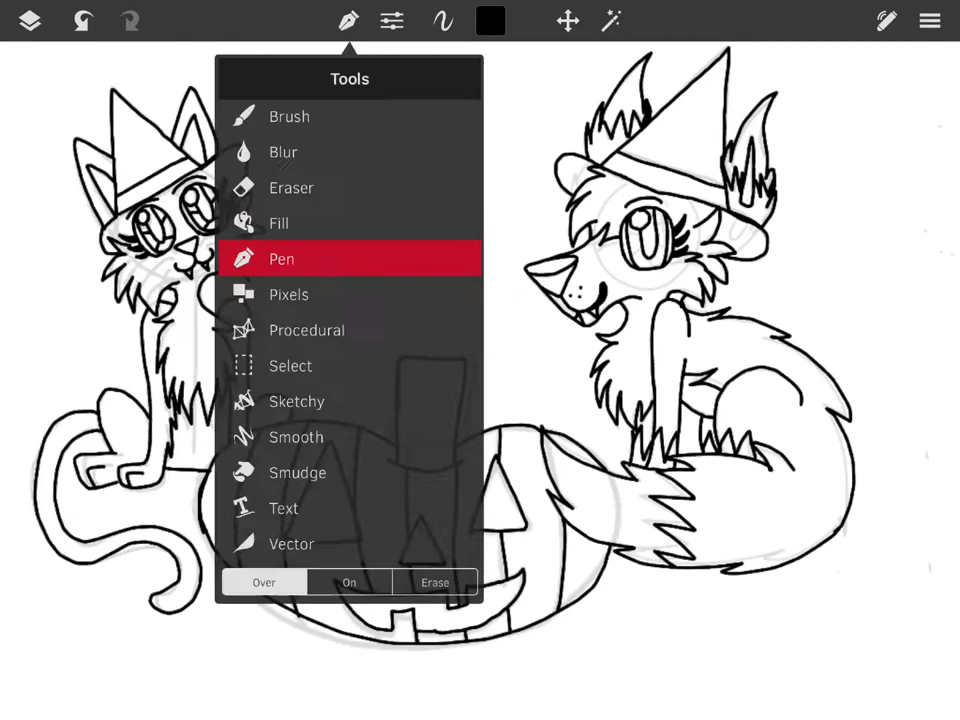 Tools
Brush
Blur
Eraser
Fill
Pen
Pixels
Procedural
Select
Sketchy
Smooth
Smudge
Text
Vector
Over On Erase